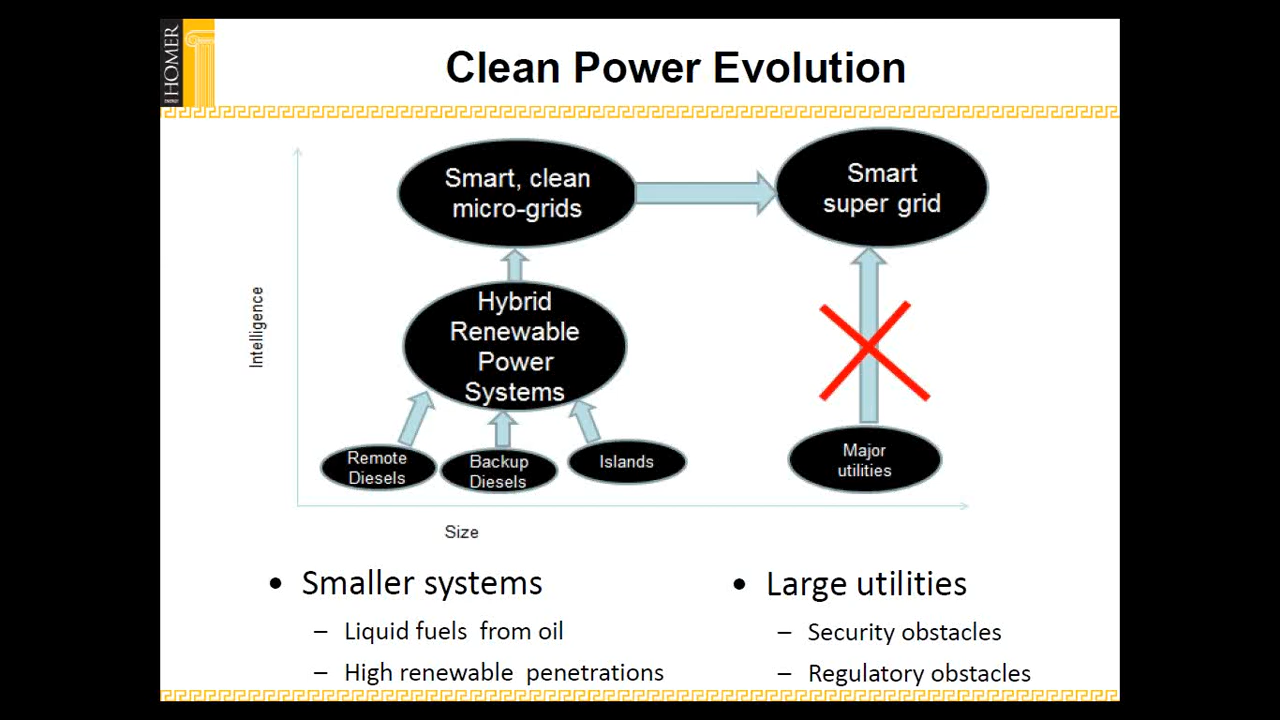 HOMER
ENERGY
Clean Power Evolution
Smart, clean
micro-grids
Smart
super grid
Hybrid
Renewable
Power
Systems
Intelligence
Remote
Diesels
Backup
Diesels
Islands
Major
utilities
Size
• Smaller systems
– Liquid fuels from oil
– High renewable penetrations
• Large utilities
– Security obstacles
– Regulatory obstacles